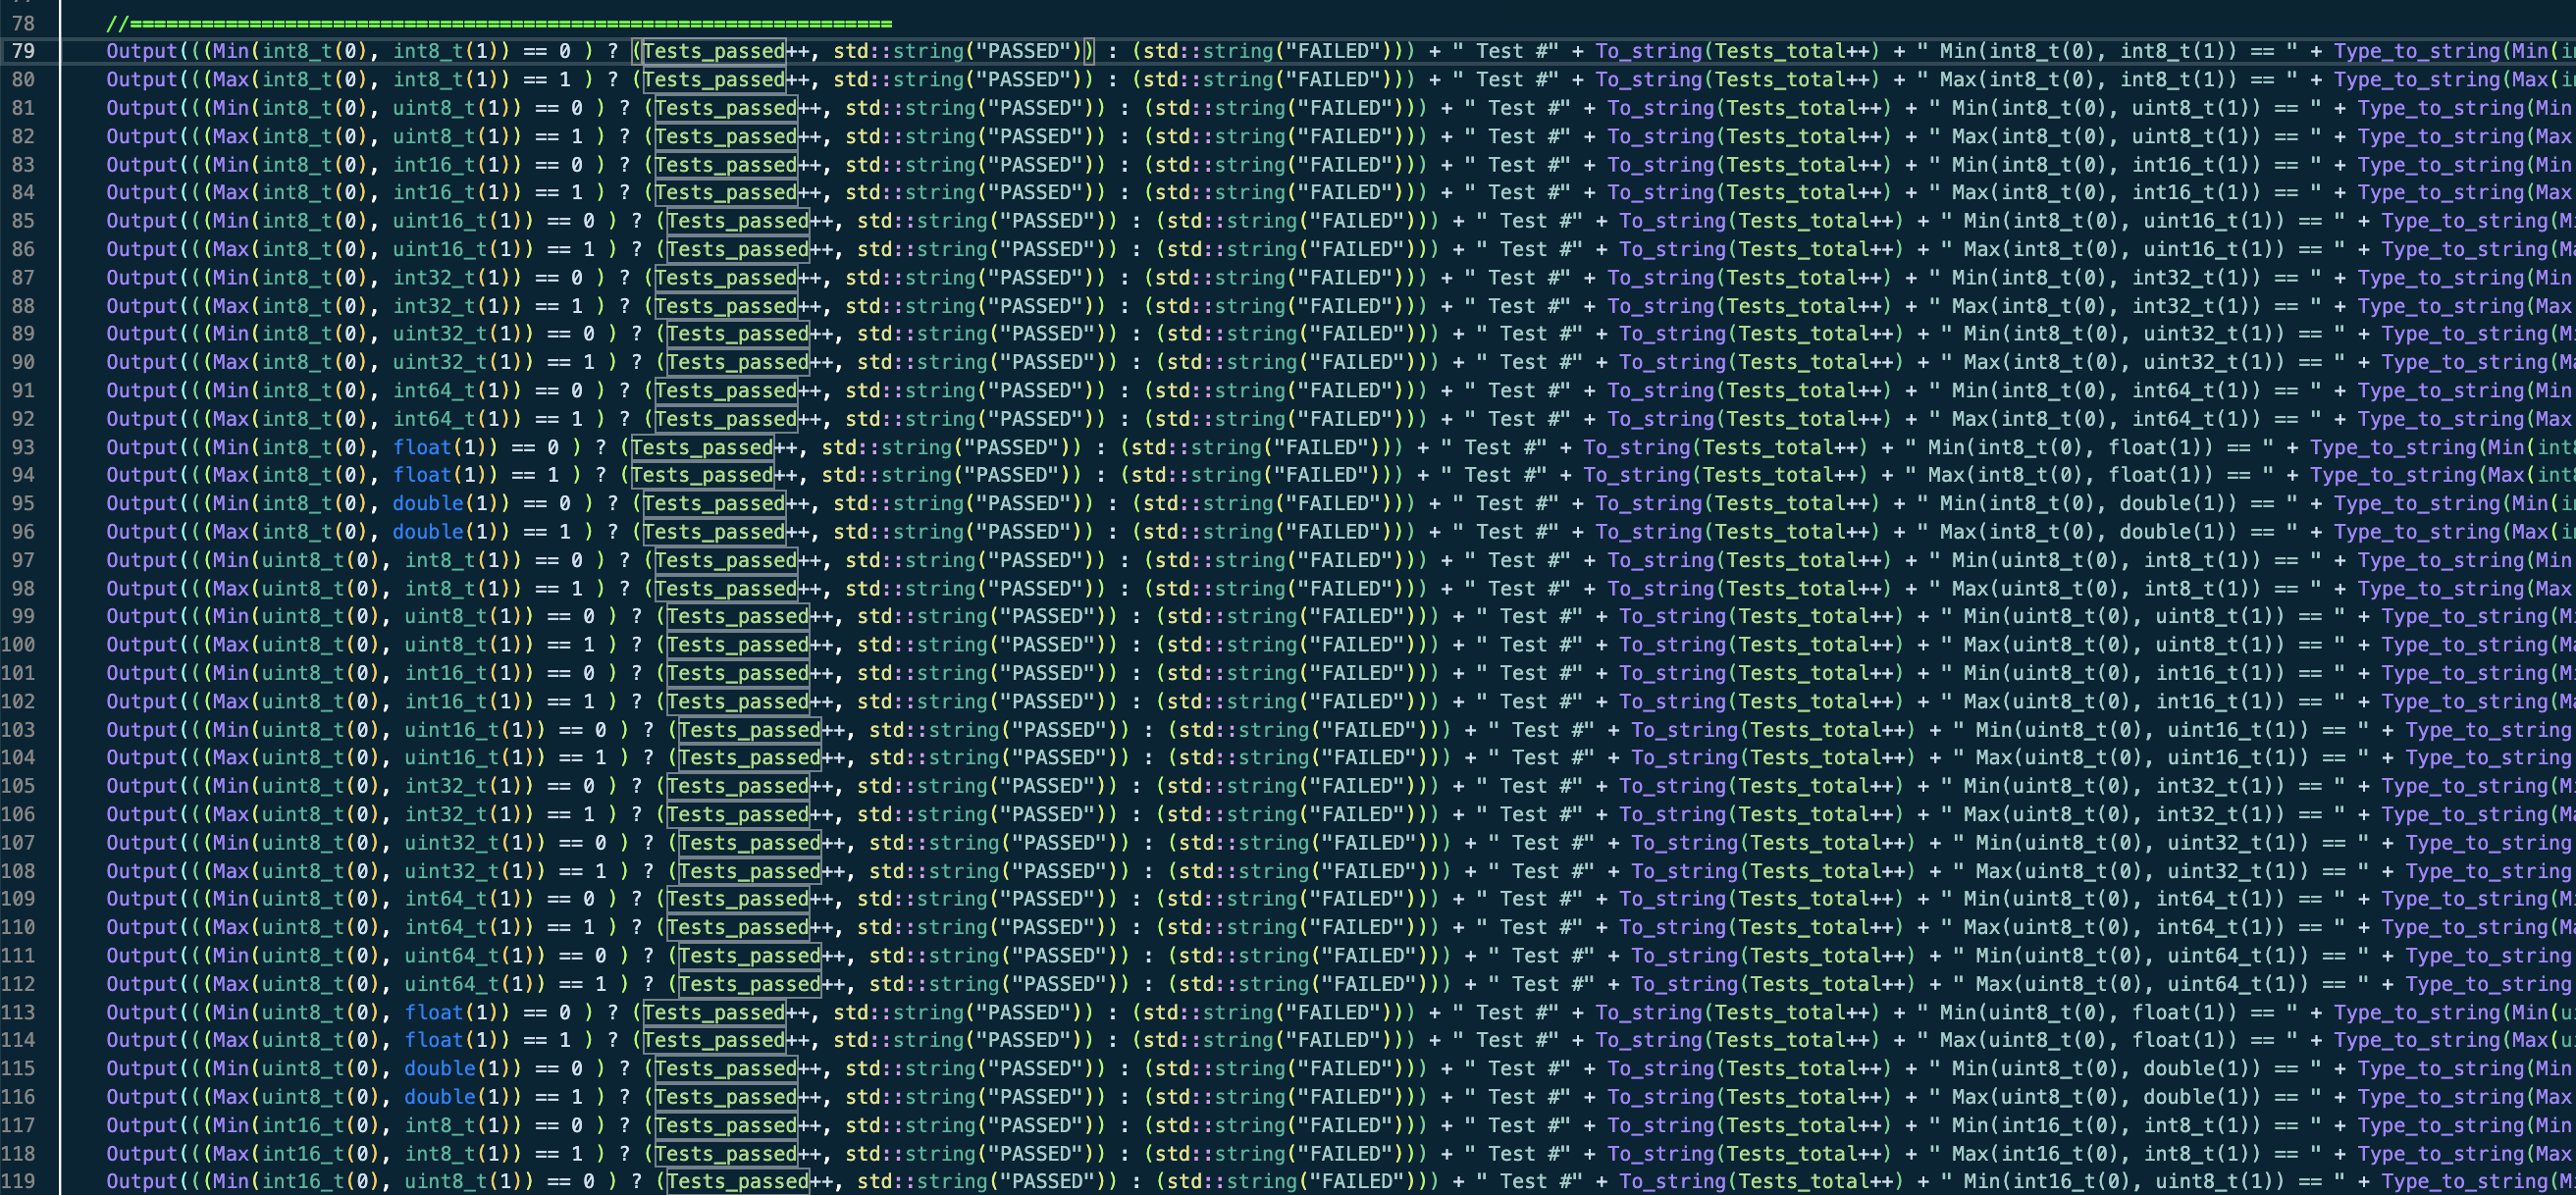 78 //================================================================
79 Output(((Min(int8_t(0), int8_t(1)) == 0 ) ? (Tests_passed++, std::string("PASSED")) : (std::string("FAILED"))) + " Test #" + To_string(Tests_total++) + " Min(int8_t(0), int8_t(1)) == " + Type_to_string(Min(i
80 Output(((Max(int8_t(0), int8_t(1)) == 1 ) ? (Tests_passed++, std::string("PASSED")) : (std::string("FAILED"))) + " Test #" + To_string(Tests_total++) + " Max(int8_t(0), int8_t(1)) == " + Type_to_string(Max(i
81 Output(((Min(int8_t(0), uint8_t(1)) == 0 ) ? (Tests_passed++, std::string("PASSED")) : (std::string("FAILED"))) + " Test #" + To_string(Tests_total++) + " Min(int8_t(0), uint8_t(1)) == " + Type_to_string(Min
82 Output(((Max(int8_t(0), uint8_t(1)) == 1 ) ? (Tests_passed++, std::string("PASSED")) : (std::string("FAILED"))) + " Test #" + To_string(Tests_total++) + " Max(int8_t(0), uint8_t(1)) == " + Type_to_string(Max
83 Output(((Min(int8_t(0), int16_t(1)) == 0 ) ? (Tests_passed++, std::string("PASSED")) : (std::string("FAILED"))) + " Test #" + To_string(Tests_total++) + " Min(int8_t(0), int16_t(1)) == " + Type_to_string(Min
84 Output(((Max(int8_t(0), int16_t(1)) == 1 ) ? (Tests_passed++, std::string("PASSED")) : (std::string("FAILED"))) + " Test #" + To_string(Tests_total++) + " Max(int8_t(0), int16_t(1)) == " + Type_to_string(Max
85 Output(((Min(int8_t(0), uint16_t(1)) == 0 ) ? (Tests_passed++, std::string("PASSED")) : (std::string("FAILED"))) + " Test #" + To_string(Tests_total++) + " Min(int8_t(0), uint16_t(1)) == " + Type_to_string(M
86 Output(((Max(int8_t(0), uint16_t(1)) == 1 ) ? (Tests_passed++, std::string("PASSED")) : (std::string("FAILED"))) + " Test #" + To_string(Tests_total++) + " Max(int8_t(0), uint16_t(1)) == " + Type_to_string(Ma
87 Output(((Min(int8_t(0), int32_t(1)) == 0 ) ? (Tests_passed++, std::string("PASSED")) : (std::string("FAILED"))) + " Test #" + To_string(Tests_total++) + " Min(int8_t(0), int32_t(1)) == " + Type_to_string(Min
88 Output(((Max(int8_t(0), int32_t(1)) == 1 ) ? (Tests_passed++, std::string("PASSED")) : (std::string("FAILED"))) + " Test #" + To_string(Tests_total++) + " Max(int8_t(0), int32_t(1)) == " + Type_to_string(Max
89 Output(((Min(int8_t(0), uint32_t(1)) == 0 ) ? (Tests_passed++, std::string("PASSED")) : (std::string("FAILED"))) + " Test #" + To_string(Tests_total++) + " Min(int8_t(0), uint32_t(1)) == " + Type_to_string(M
90 Output(((Max(int8_t(0), uint32_t(1)) == 1 ) ? (Tests_passed++, std::string("PASSED")) : (std::string("FAILED"))) + " Test #" + To_string(Tests_total++) + " Max(int8_t(0), uint32_t(1)) == " + Type_to_string(Ma
91 Output(((Min(int8_t(0), int64_t(1)) == 0 ) ? (Tests_passed++, std::string("PASSED")) : (std::string("FAILED"))) + " Test #" + To_string(Tests_total++) + " Min(int8_t(0), int64_t(1)) == " + Type_to_string(Min
92 Output(((Max(int8_t(0), int64_t(1)) == 1 ) ? (Tests_passed++, std::string("PASSED")) : (std::string("FAILED"))) + " Test #" + To_string(Tests_total++) + " Max(int8_t(0), int64_t(1)) == " + Type_to_string(Max
93 Output(((Min(int8_t(0), float(1)) == 0 ) ? (Tests_passed++, std::string("PASSED")) : (std::string("FAILED"))) + " Test #" + To_string(Tests_total++) + " Min(int8_t(0), float(1)) == " + Type_to_string(Min(int
94 Output(((Max(int8_t(0), float(1)) == 1 ) ? (Tests_passed++, std::string("PASSED")) : (std::string("FAILED"))) + " Test #" + To_string(Tests_total++) + " Max(int8_t(0), float(1)) == " + Type_to_string(Max(int
95 Output(((Min(int8_t(0), double(1)) == 0 ) ? (Tests_passed++, std::string("PASSED")) : (std::string("FAILED"))) + " Test #" + To_string(Tests_total++) + " Min(int8_t(0), double(1)) == " + Type_to_string(Min(i
96 Output(((Max(int8_t(0), double(1)) == 1 ) ? (Tests_passed++, std::string("PASSED")) : (std::string("FAILED"))) + " Test #" + To_string(Tests_total++) + " Max(int8_t(0), double(1)) == " + Type_to_string(Max(i
97 Output(((Min(uint8_t(0), int8_t(1)) == 0 ) ? (Tests_passed++, std::string("PASSED")) : (std::string("FAILED"))) + " Test #" + To_string(Tests_total++) + " Min(uint8_t(0), int8_t(1)) == " + Type_to_string(Min
98 Output(((Max(uint8_t(0), int8_t(1)) == 1 ) ? (Tests_passed++, std::string("PASSED")) : (std::string("FAILED"))) + " Test #" + To_string(Tests_total++) + " Max(uint8_t(0), int8_t(1)) == " + Type_to_string(Max
99 Output(((Min(uint8_t(0), uint8_t(1)) == 0 ) ? (Tests_passed++, std::string("PASSED")) : (std::string("FAILED"))) + " Test #" + To_string(Tests_total++) + " Min(uint8_t(0), uint8_t(1)) == " + Type_to_string(M
100 Output(((Max(uint8_t(0), uint8_t(1)) == 1 ) ? (Tests_passed++, std::string("PASSED")) : (std::string("FAILED"))) + " Test #" + To_string(Tests_total++) + " Max(uint8_t(0), uint8_t(1)) == " + Type_to_string(Ma
101 Output(((Min(uint8_t(0), int16_t(1)) == 0 ) ? (Tests_passed++, std::string("PASSED")) : (std::string("FAILED"))) + " Test #" + To_string(Tests_total++) + " Min(uint8_t(0), int16_t(1)) == " + Type_to_string(M
102 Output(((Max(uint8_t(0), int16_t(1)) == 1 ) ? (Tests_passed++, std::string("PASSED")) : (std::string("FAILED"))) + " Test #" + To_string(Tests_total++) + " Max(uint8_t(0), int16_t(1)) == " + Type_to_string(Ma
103 Output(((Min(uint8_t(0), uint16_t(1)) == 0 ) ? (Tests_passed++, std::string("PASSED")) : (std::string("FAILED"))) + " Test #" + To_string(Tests_total++) + " Min(uint8_t(0), uint16_t(1)) == " + Type_to_string
104 Output(((Max(uint8_t(0), uint16_t(1)) == 1 ) ? (Tests_passed++, std::string("PASSED")) : (std::string("FAILED"))) + " Test #" + To_string(Tests_total++) + " Max(uint8_t(0), uint16_t(1)) == " + Type_to_string
105 Output(((Min(uint8_t(0), int32_t(1)) == 0 ) ? (Tests_passed++, std::string("PASSED")) : (std::string("FAILED"))) + " Test #" + To_string(Tests_total++) + " Min(uint8_t(0), int32_t(1)) == " + Type_to_string(M
106 Output(((Max(uint8_t(0), int32_t(1)) == 1 ) ? (Tests_passed++, std::string("PASSED")) : (std::string("FAILED"))) + " Test #" + To_string(Tests_total++) + " Max(uint8_t(0), int32_t(1)) == " + Type_to_string(Ma
107 Output(((Min(uint8_t(0), uint32_t(1)) == 0 ) ? (Tests_passed++, std::string("PASSED")) : (std::string("FAILED"))) + " Test #" + To_string(Tests_total++) + " Min(uint8_t(0), uint32_t(1)) == " + Type_to_string
108 Output(((Max(uint8_t(0), uint32_t(1)) == 1 ) ? (Tests_passed++, std::string("PASSED")) : (std::string("FAILED"))) + " Test #" + To_string(Tests_total++) + " Max(uint8_t(0), uint32_t(1)) == " + Type_to_string
109 Output(((Min(uint8_t(0), int64_t(1)) == 0 ) ? (Tests_passed++, std::string("PASSED")) : (std::string("FAILED"))) + " Test #" + To_string(Tests_total++) + " Min(uint8_t(0), int64_t(1)) == " + Type_to_string(M
110 Output(((Max(uint8_t(0), int64_t(1)) == 1 ) ? (Tests_passed++, std::string("PASSED")) : (std::string("FAILED"))) + " Test #" + To_string(Tests_total++) + " Max(uint8_t(0), int64_t(1)) == " + Type_to_string(Ma
111 Output(((Min(uint8_t(0), uint64_t(1)) == 0 ) ? (Tests_passed++, std::string("PASSED")) : (std::string("FAILED"))) + " Test #" + To_string(Tests_total++) + " Min(uint8_t(0), uint64_t(1)) == " + Type_to_string
112 Output(((Max(uint8_t(0), uint64_t(1)) == 1 ) ? (Tests_passed++, std::string("PASSED")) : (std::string("FAILED"))) + " Test #" + To_string(Tests_total++) + " Max(uint8_t(0), uint64_t(1)) == " + Type_to_string
113 Output(((Min(uint8_t(0), float(1)) == 0 ) ? (Tests_passed++, std::string("PASSED")) : (std::string("FAILED"))) + " Test #" + To_string(Tests_total++) + " Min(uint8_t(0), float(1)) == " + Type_to_string(Min(u
114 Output(((Max(uint8_t(0), float(1)) == 1 ) ? (Tests_passed++, std::string("PASSED")) : (std::string("FAILED"))) + " Test #" + To_string(Tests_total++) + " Max(uint8_t(0), float(1)) == " + Type_to_string(Max(u
115 Output(((Min(uint8_t(0), double(1)) == 0 ) ? (Tests_passed++, std::string("PASSED")) : (std::string("FAILED"))) + " Test #" + To_string(Tests_total++) + " Min(uint8_t(0), double(1)) == " + Type_to_string(Min
116 Output(((Max(uint8_t(0), double(1)) == 1 ) ? (Tests_passed++, std::string("PASSED")) : (std::string("FAILED"))) + " Test #" + To_string(Tests_total++) + " Max(uint8_t(0), double(1)) == " + Type_to_string(Max
117 Output(((Min(int16_t(0), int8_t(1)) == 0 ) ? (Tests_passed++, std::string("PASSED")) : (std::string("FAILED"))) + " Test #" + To_string(Tests_total++) + " Min(int16_t(0), int8_t(1)) == " + Type_to_string(Min
118 Output(((Max(int16_t(0), int8_t(1)) == 1 ) ? (Tests_passed++, std::string("PASSED")) : (std::string("FAILED"))) + " Test #" + To_string(Tests_total++) + " Max(int16_t(0), int8_t(1)) == " + Type_to_string(Max
119 Output(((Min(int16_t(0), uint8_t(1)) == 0 ) ? (Tests_passed++, std::string("PASSED")) : (std::string("FAILED"))) + " Test #" + To_string(Tests_total++) + " Min(int16_t(0), uint8_t(1)) == " + Type_to_string(M